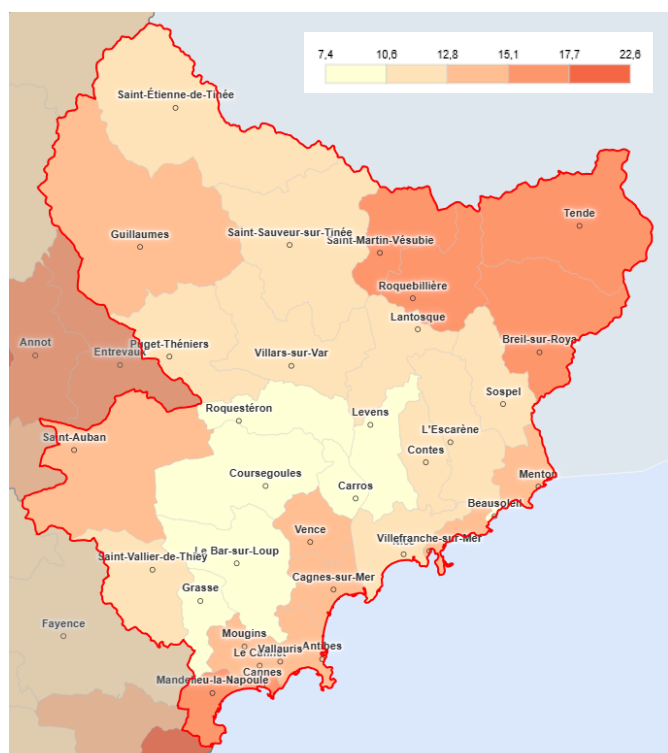 7,4 10,6 12,8 15,1 17,7 22,6
Saint-Étienne-de-Tinée
Tende
Guillaumes
Saint-Sauveur-sur-Tinée
Saint-Martin-Vésubie
Roquebillière
Lantosque
Annot
Entrevaux
Puget-Théniers
Villars-sur-Var
Breil-sur-Roya
Sospel
Roquestéron
Levens
L'Escarène
Saint-Auban
Contes
Coursegoules
Carros
Menton
Beausoleil
Vence
Villefranche-sur-Mer
Saint-Vallier-de-Thiey
Le Bar-sur-Loup
Cagnes-sur-Mer
Grasse
Fayence
Mougins
Vallauris
Antibes
Le Cannet
Cannes
Mandelieu-la-Napoule